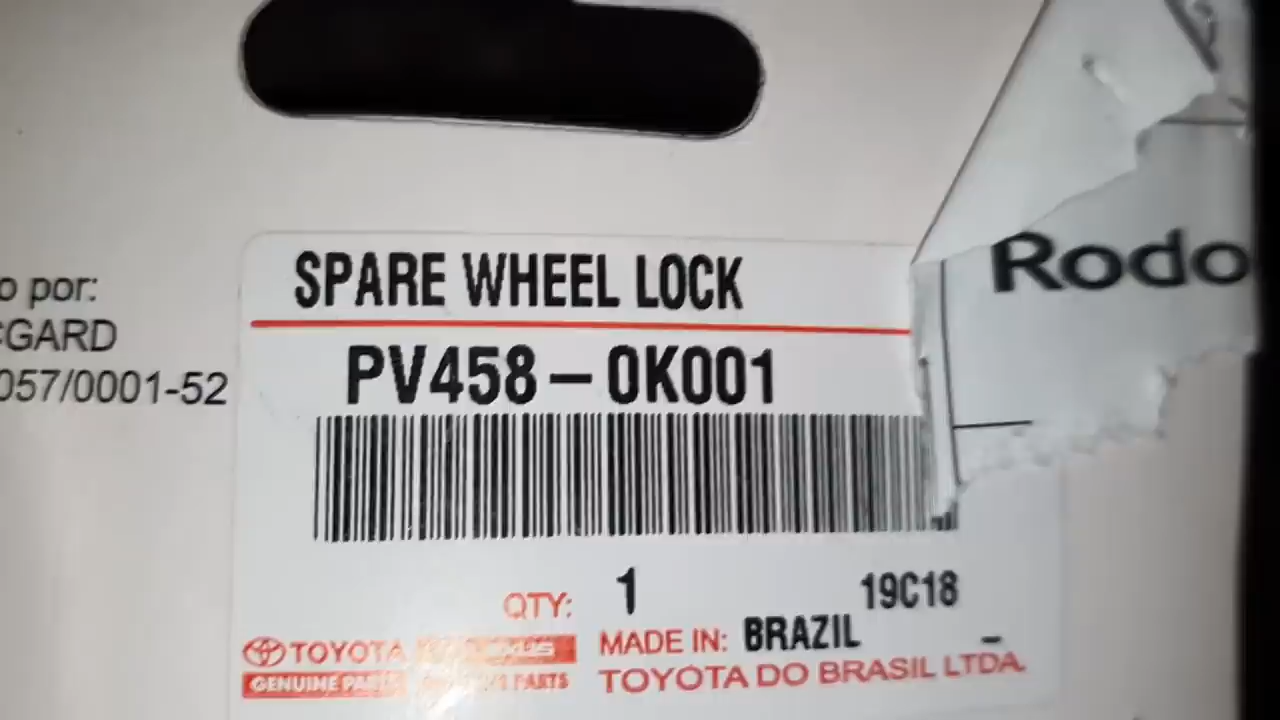 SPARE WHEEL LOCK
o por:
CGARD
057/0001-52
PV458-0K001
Rodo
QTY: 1
19C18
MADE IN: BRAZIL -
TOYOTA
GENUINE PARTS
PARTS
TOYOTA DO BRASIL LTDA.